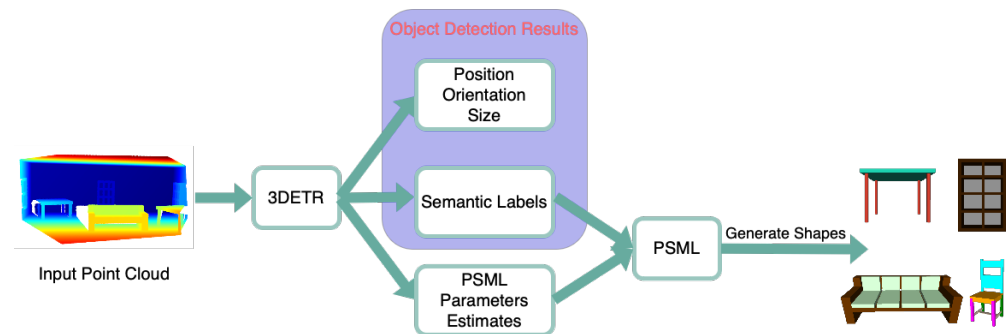 Object Detection Results
Position
Orientation
Size
3DETR
Semantic Labels
PSML
Generate Shapes
Input Point Cloud
PSML
Parameters
Estimates